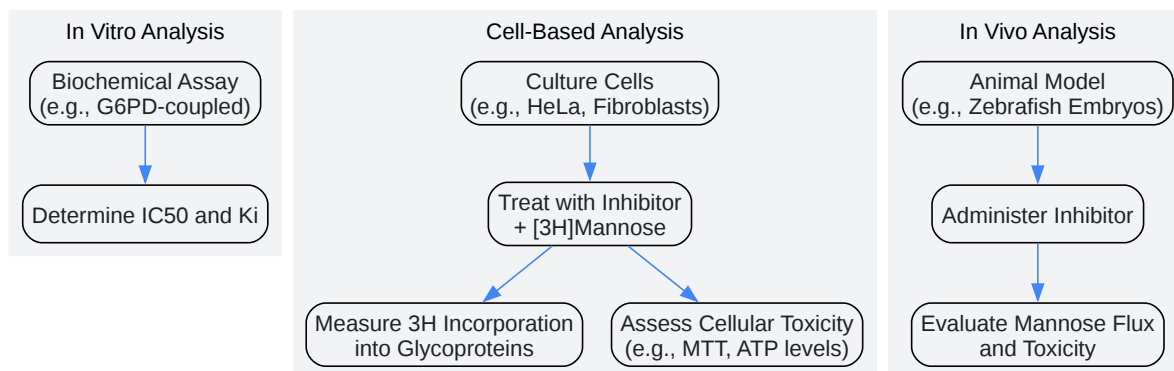 In Vitro Analysis
Biochemical Assay
(e.g., G6PD-coupled)
Determine IC50 and Ki
Cell-Based Analysis
Culture Cells
(e.g., HeLa, Fibroblasts)
Treat with Inhibitor
+ [3H]Mannose
Measure 3H Incorporation
into Glycoproteins
Assess Cellular Toxicity
(e.g., MTT, ATP levels)
In Vivo Analysis
Animal Model
(e.g., Zebrafish Embryos)
Administer Inhibitor
Evaluate Mannose Flux
and Toxicity